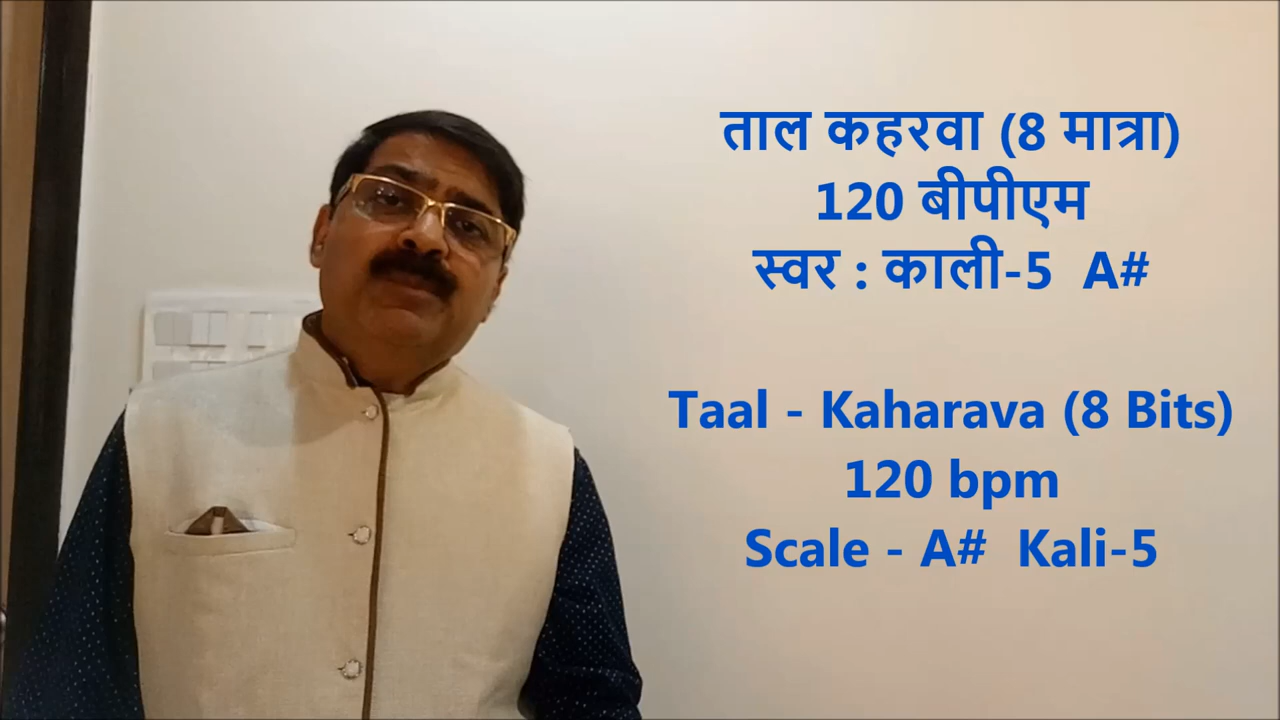 ताल कहरवा (8 मात्रा)
120 बीपीएम
स्वर : काली-5 A#
Taal - Kaharava (8 Bits)
120 bpm
Scale - A# Kali-5